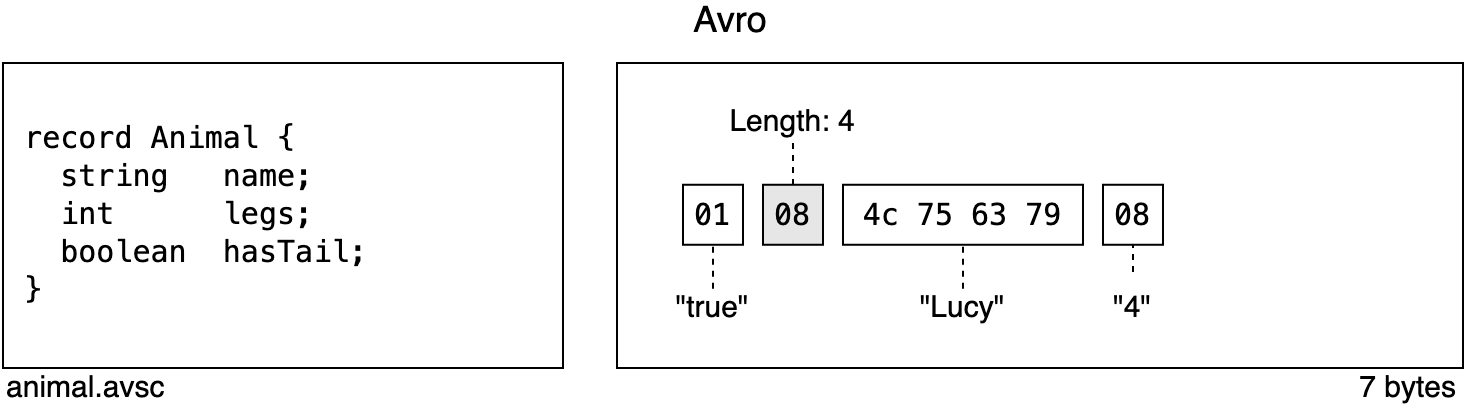 Avro
record Animal {
  string   name;
  int      legs;
  boolean  hasTail;
}
animal.avsc
Length: 4
01 08 4c 75 63 79 08
"true" "Lucy" "4"
7 bytes